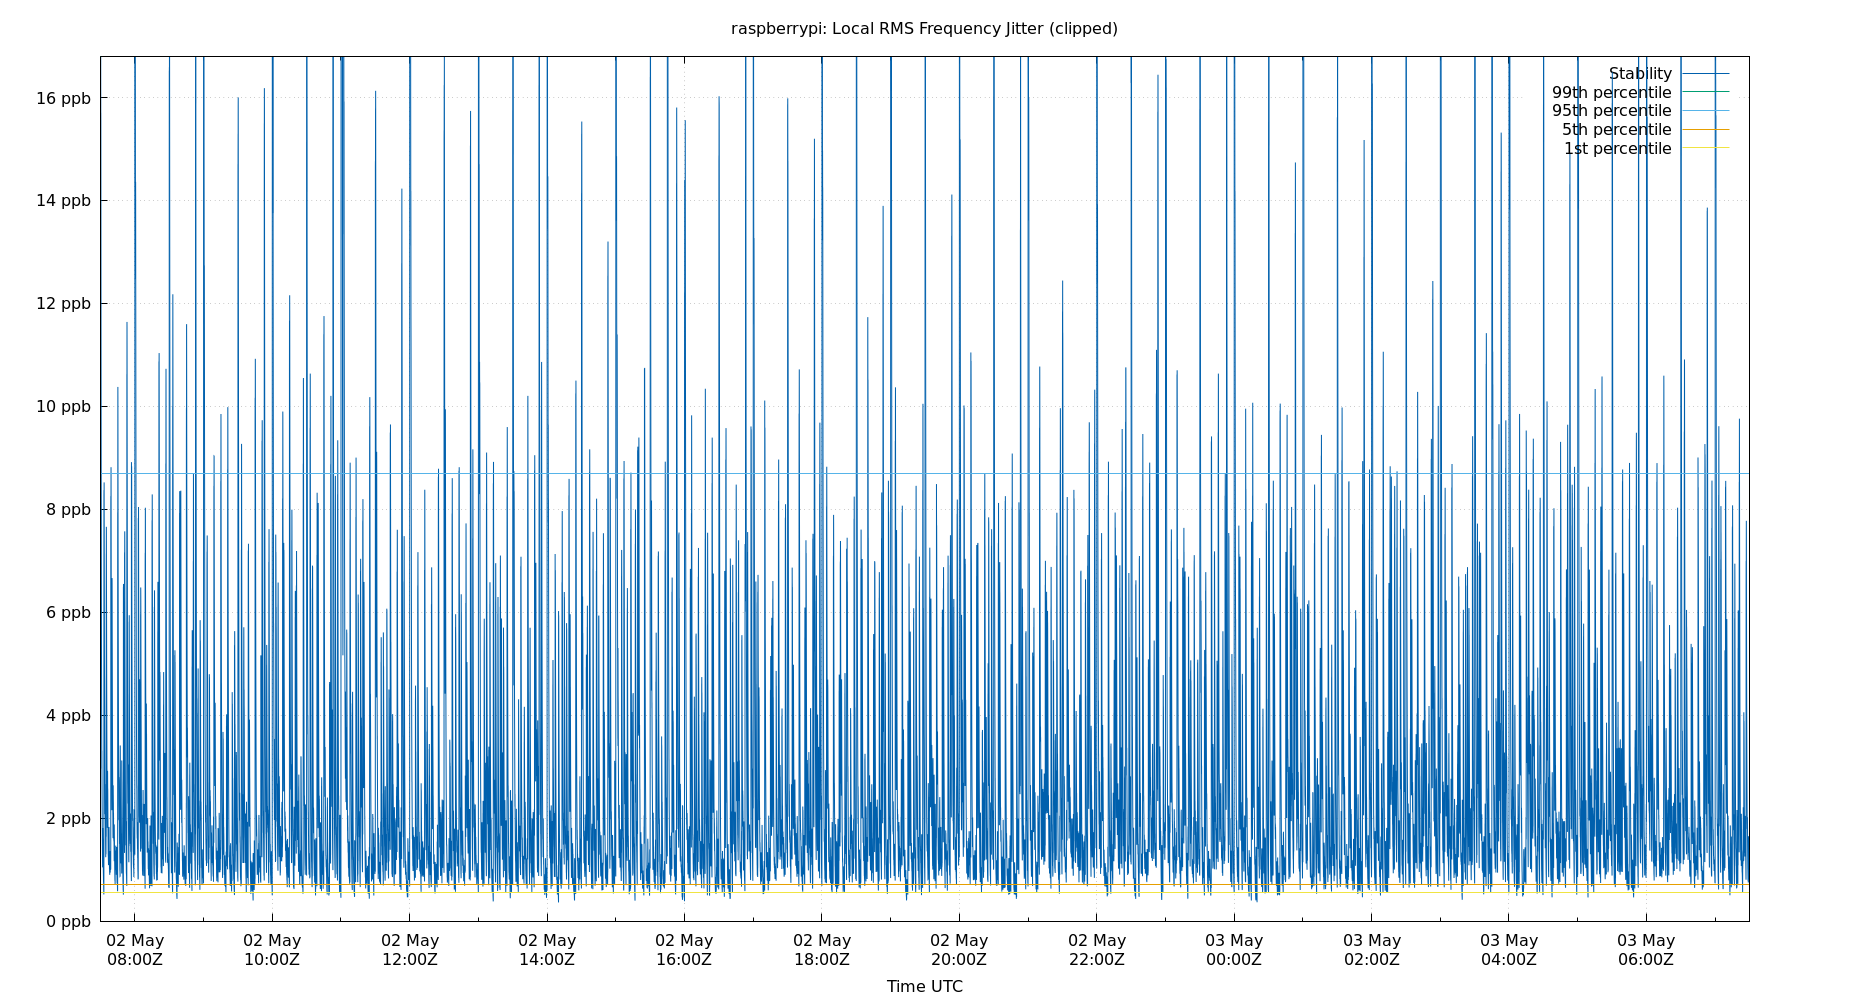 raspberrypi: Local RMS Frequency Jitter (clipped)
Stability
99th percentile
95th percentile
5th percentile
1st percentile
16 ppb
14 ppb
12 ppb
10 ppb
8 ppb
6 ppb
4 ppb
2 ppb
0 ppb
02 May 02 May 02 May 02 May 02 May 02 May 02 May 02 May 03 May 03 May 03 May 03 May
08:00Z 10:00Z 12:00Z 14:00Z 16:00Z 18:00Z 20:00Z 22:00Z 00:00Z 02:00Z 04:00Z 06:00Z
Time UTC